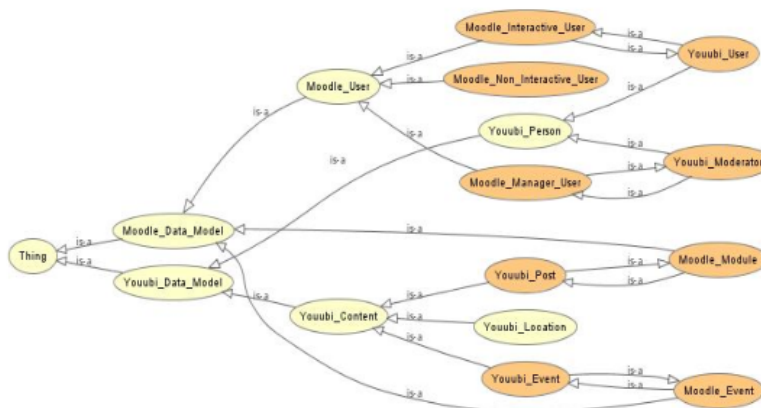 Moodle_Interactive_User
is-a
is-a
Youubi_User
is-a
Moodle_Non_Interactive_User
is-a
Moodle_User
is-a
is-a
Youubi_Person
is-a
is-a
is-a
is-a
Youubi_Moderator
is-a
Moodle_Manager_User
is-a
Moodle_Data_Model
is-a
is-a
Thing
is-a
Youubi_Data_Model
is-a
Youubi_Post
is-a
is-a
Moodle_Module
is-a
Youubi_Content
is-a
Youubi_Location
is-a
Youubi_Event
is-a
is-a
Moodle_Event
is-a